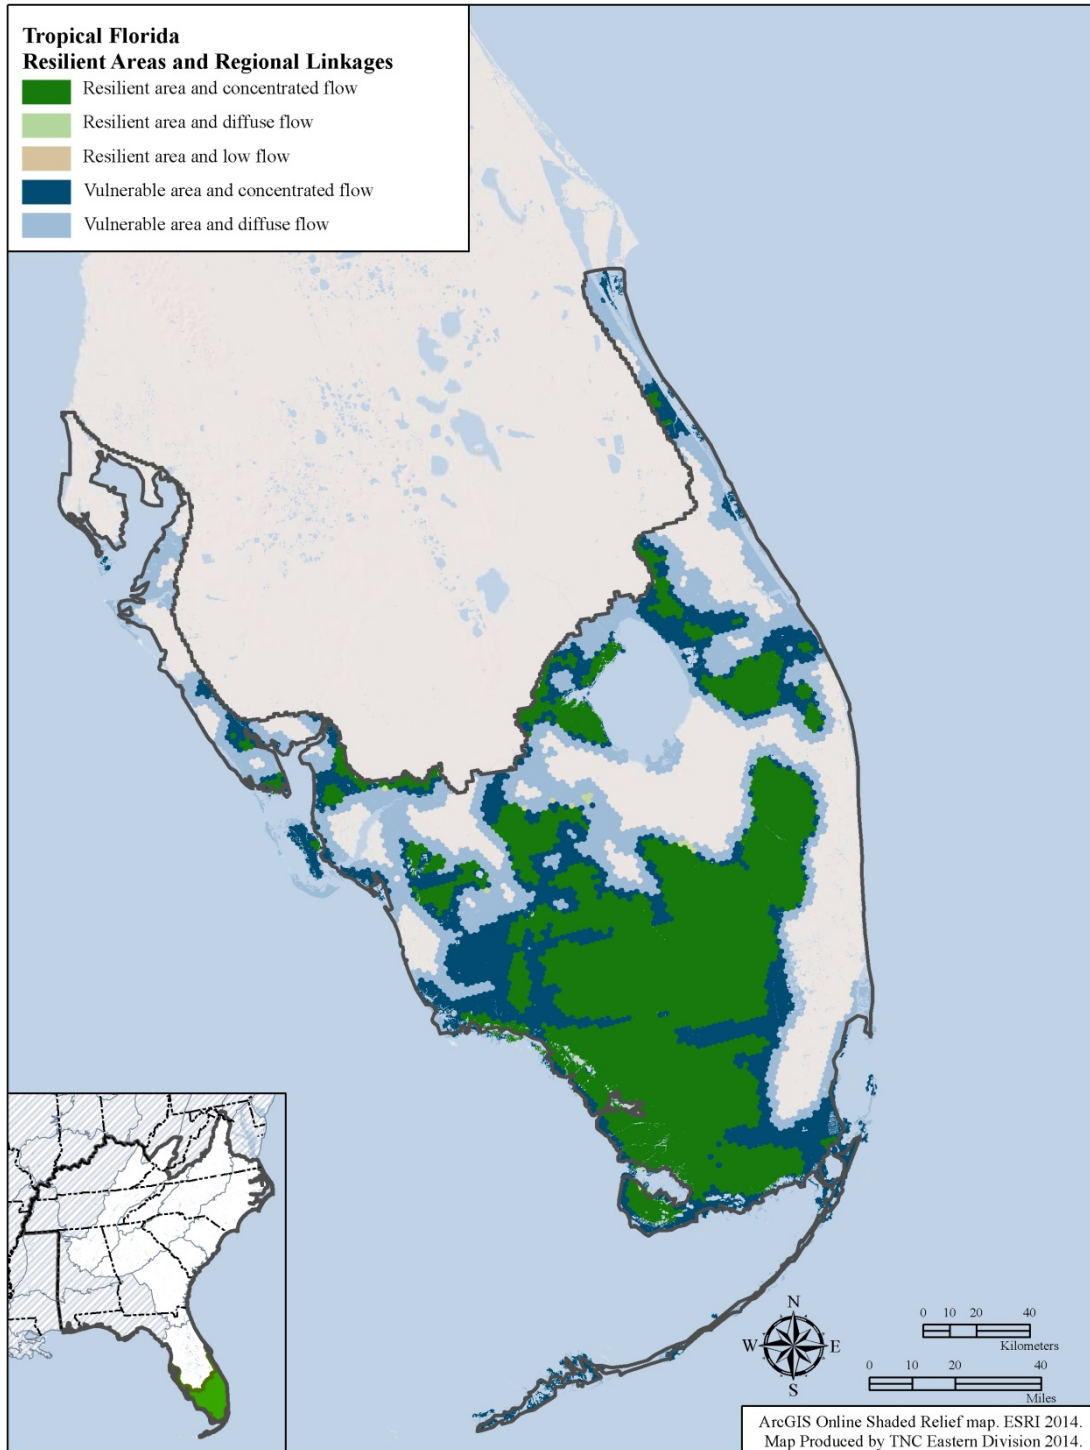 Tropical Florida
Resilient Areas and Regional Linkages
Resilient area and concentrated flow
Resilient area and diffuse flow
Resilient area and low flow
Vulnerable area and concentrated flow
Vulnerable area and diffuse flow
N
W E
S
0 10 20 40
Kilometers
0 10 20 40
Miles
ArcGIS Online Shaded Relief map. ESRI 2014.
Map Produced by TNC Eastern Division 2014.